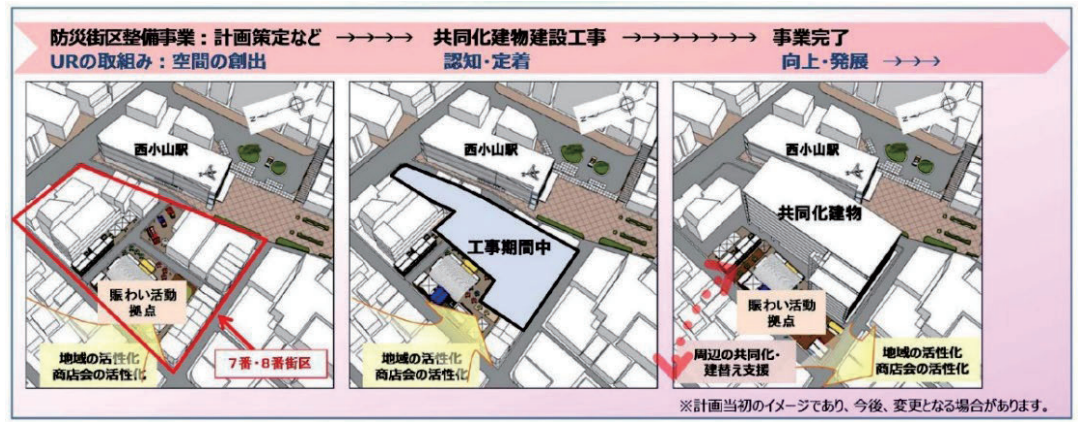 防災街区整備事業：計画策定など →→→→ 共同化建物建設工事 →→→→→→→ 事業完了
URの取組み：空間の創出 認知・定着 向上・発展 →→→
西小山駅
賑わい活動
拠点
地域の活性化
商店会の活性化
7番・8番街区
西小山駅
工事期間中
地域の活性化
商店会の活性化
西小山駅
共同化建物
賑わい活動
拠点
周辺の共同化・
建替え支援
地域の活性化
商店会の活性化
※計画当初のイメージであり、今後、変更となる場合があります。